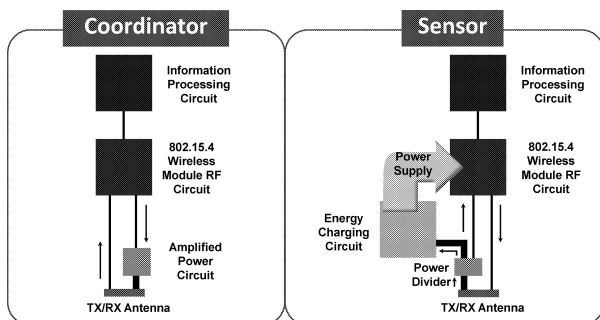 Coordinator
Information
Processing
Circuit
802.15.4
Wireless
Module RF
Circuit
Amplified
Power
Circuit
TX/RX Antenna
Sensor
Information
Processing
Circuit
802.15.4
Wireless
Module RF
Circuit
Power
Supply
Energy
Charging
Circuit
Power
Divider
TX/RX Antenna